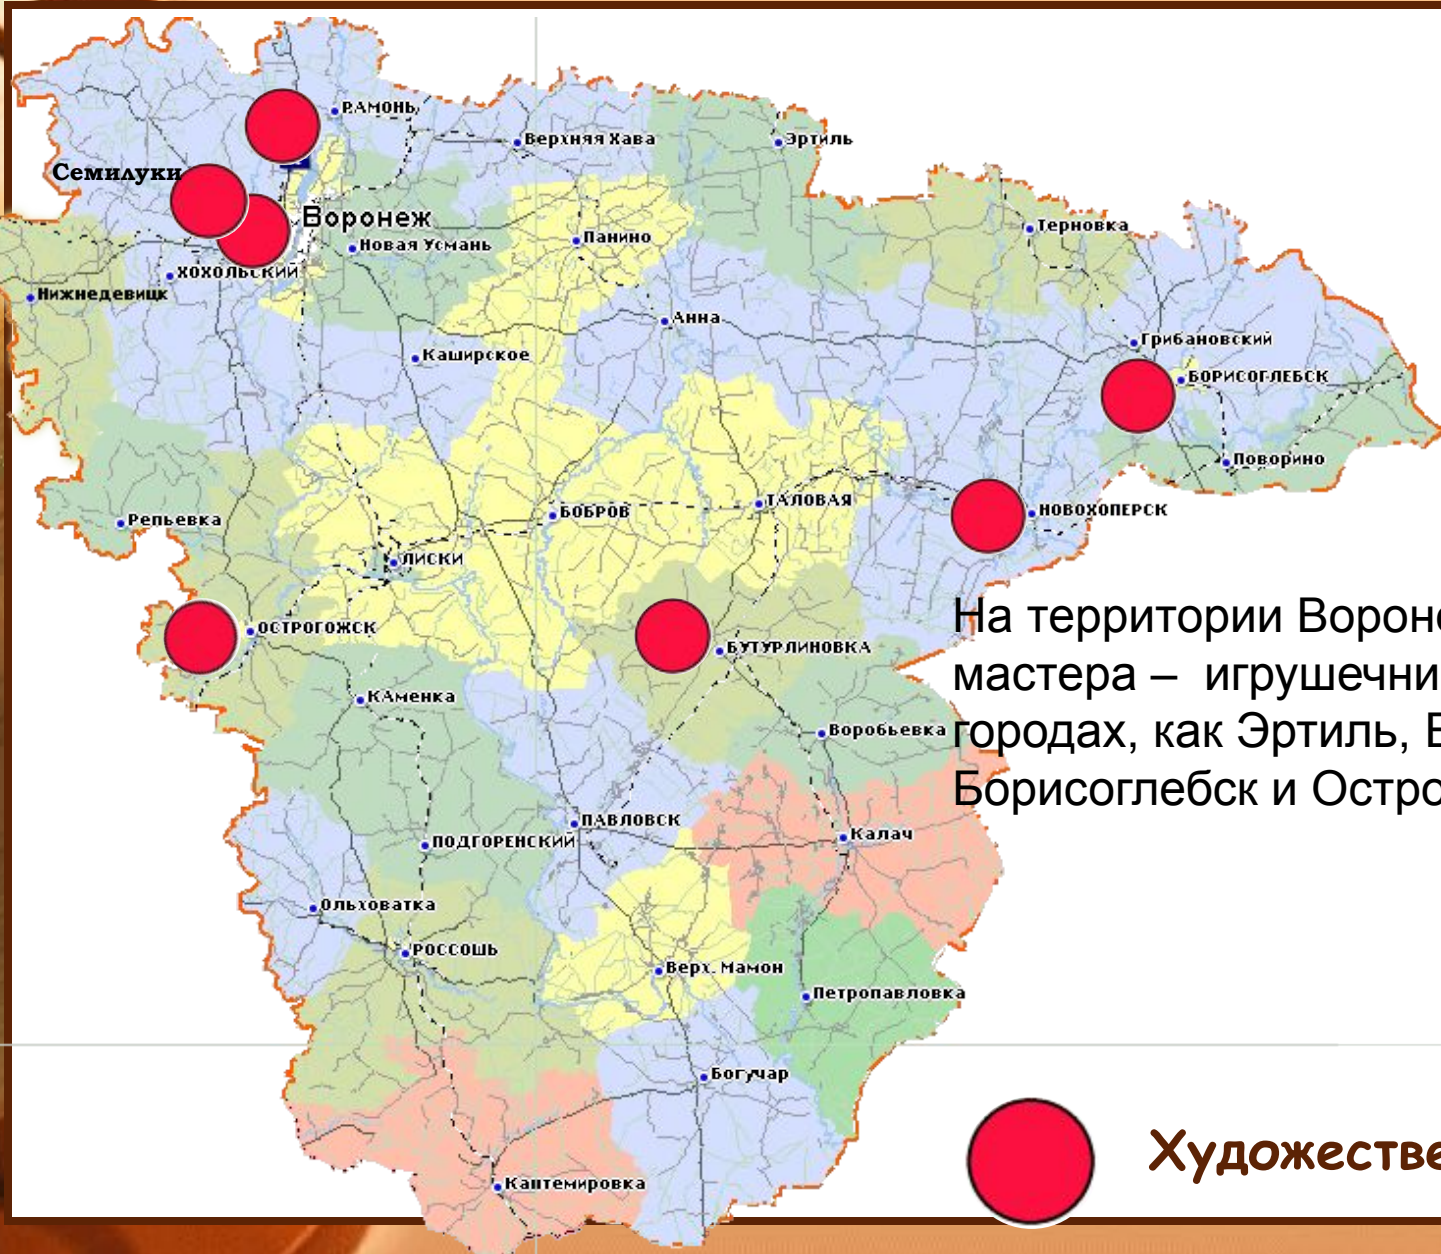 РАМОНЬ
Верхняя Хава
Эртиль
Семилуки
Воронеж
Новая Усмань
Панино
Терновка
ХОХОЛЬСКИЙ
Нижнедевицк
Анна
Каширское
Грибановский
БОРИСОГЛЕБСК
Поворино
Репьевка
БОБРОВ
ТАЛОВАЯ
НОВОХОПЕРСК
ЛИСКИ
ОСТРОГОЖСК
БУТУРЛИНОВКА
КАменка
Воробьевка
На территории Вороне
мастера – игрушечни
городах, как Эртиль, В
Борисоглебск и Остро
ПАВЛОВСК
ПОДГОРЕНСКИЙ
Калач
Ольховатка
РОССОШЬ
Верх. Мамон
Петропавловка
Богучар
Кантемировка
Художестве